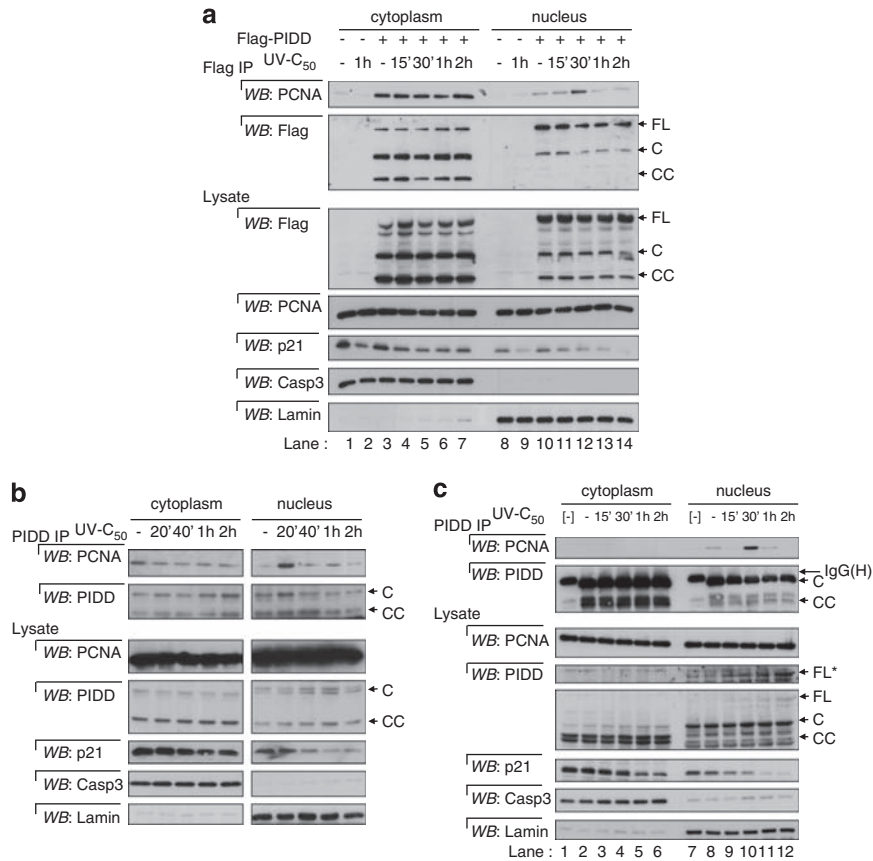 a
cytoplasm nucleus
Flag-PIDD - - + + + + + - - + + + + +
Flag IP UV-C50 - 1h - 15' 30' 1h 2h - 1h - 15' 30' 1h 2h
WB: PCNA
WB: Flag FL
C
CC
Lysate
WB: Flag FL
C
CC
WB: PCNA
WB: p21
WB: Casp3
WB: Lamin
Lane : 1 2 3 4 5 6 7 8 9 10 11 12 13 14
b
cytoplasm nucleus
PIDD IP UV-C50 - 20' 40' 1h 2h - 20' 40' 1h 2h
WB: PCNA
WB: PIDD C
CC
Lysate
WB: PCNA
WB: PIDD C
CC
WB: p21
WB: Casp3
WB: Lamin
c
cytoplasm nucleus
PIDD IP UV-C50 [-] - 15' 30' 1h 2h [-] - 15' 30' 1h 2h
WB: PCNA
WB: PIDD IgG(H)
C
CC
Lysate
WB: PCNA
WB: PIDD FL*
FL
C
CC
WB: p21
WB: Casp3
WB: Lamin
Lane : 1 2 3 4 5 6 7 8 9 10 11 12